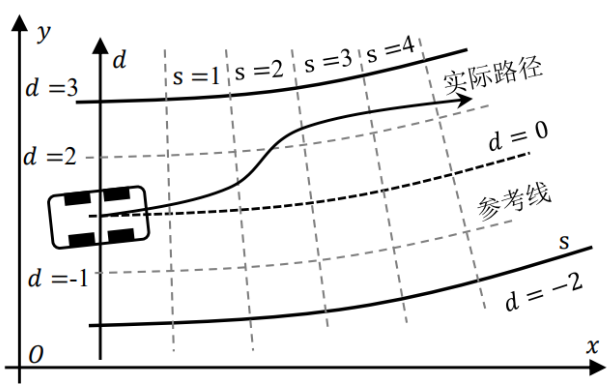 y
d
d =3
s =1
s =2
s =3
s =4
实际路径
d =2
d = 0
参考线
d =-1
s
d = −2
O
x